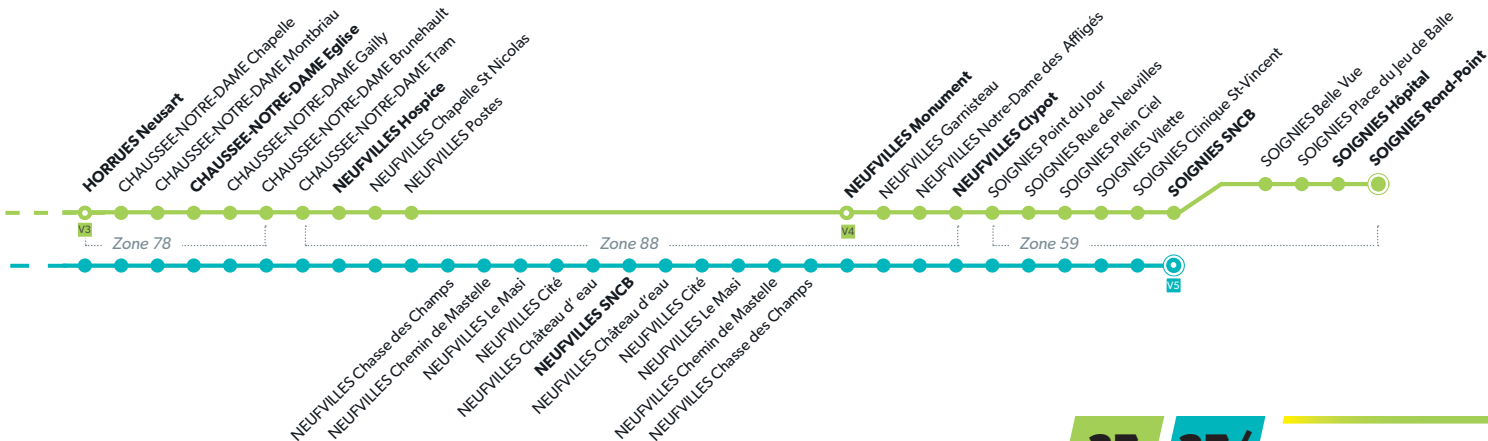 HORRUES Neusart
CHAUSSEE-NOTRE-DAME Chapelle
CHAUSSEE-NOTRE-DAME Montbriau
CHAUSSEE-NOTRE-DAME Eglise
CHAUSSEE-NOTRE-DAME Gailly
CHAUSSEE-NOTRE-DAME Brunehault
CHAUSSEE-NOTRE-DAME Tram
NEUFVILLES Hospice
NEUFVILLES Chapelle St Nicolas
NEUFVILLES Postes
NEUFVILLES Monument
NEUFVILLES Garnisteau
NEUFVILLES Notre-Dame des Affligés
NEUFVILLES Clypot
SOIGNIES Point du Jour
SOIGNIES Rue de Neuvilles
SOIGNIES Plein Ciel
SOIGNIES Vilette
SOIGNIES Clinique St-Vincent
SOIGNIES SNCB
SOIGNIES Belle Vue
SOIGNIES Place du Jeu de Balle
SOIGNIES Hôpital
SOIGNIES Rond-Point
V3
V4
Zone 78
Zone 88
Zone 59
V5
NEUFVILLES Chasse des Champs
NEUFVILLES Chemin de Mastelle
NEUFVILLES Le Masi
NEUFVILLES Cité
NEUFVILLES Château d' eau
NEUFVILLES SNCB
NEUFVILLES Château d'eau
NEUFVILLES Cité
NEUFVILLES Le Masi
NEUFVILLES Chemin de Mastelle
NEUFVILLES Chasse des Champs